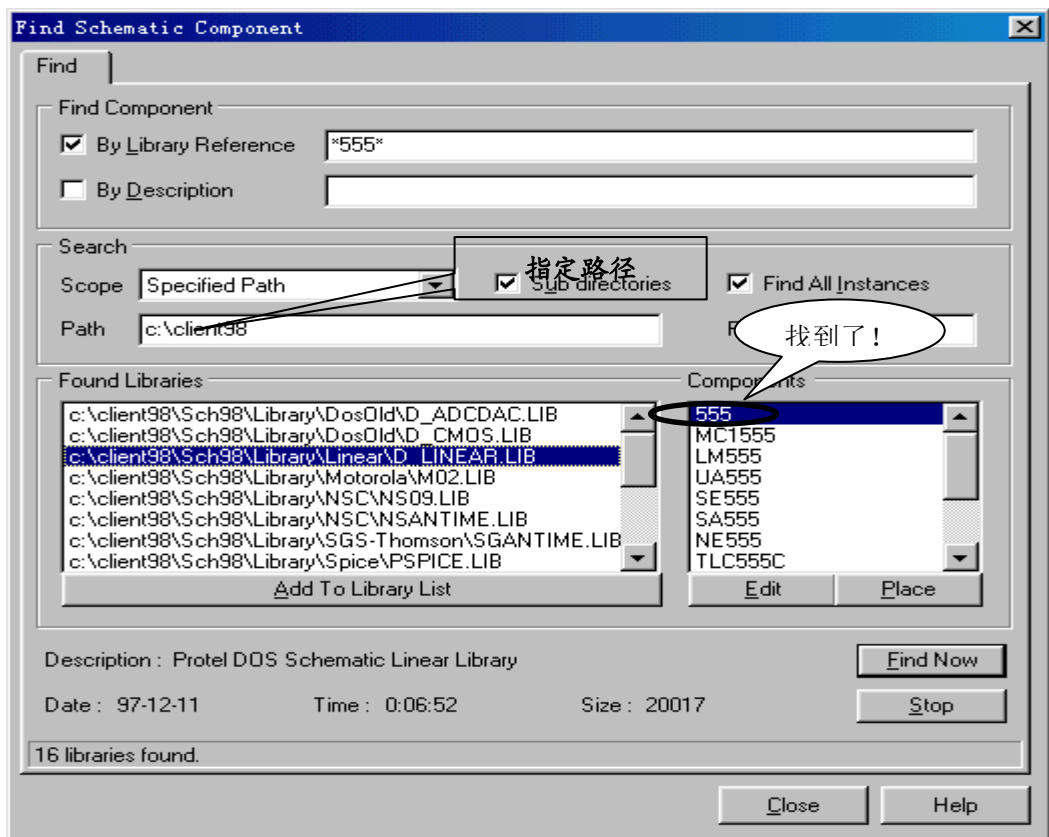 Find Schematic Component
Find
Find Component
By Library Reference
*555*
By Description
Search
指定路径
Scope
Specified Path
Sub directories
Find All Instances
Path
c:\client98
找到了!
Found Libraries
Components
c:\client98\Sch98\Library\DosOld\D_ADCDAC.LIB
c:\client98\Sch98\Library\DosOld\D_CMOS.LIB
c:\client98\Sch98\Library\Linear\D_LINEAR.LIB
c:\client98\Sch98\Library\Motorola\M02.LIB
c:\client98\Sch98\Library\NSC\NS09.LIB
c:\client98\Sch98\Library\NSC\NSANTIME.LIB
c:\client98\Sch98\Library\SGS-Thomson\SGANTIME.LIB
c:\client98\Sch98\Library\Spice\PSPICE.LIB
555
MC1555
LM555
UA555
SE555
SA555
NE555
TLC555C
Add To Library List
Edit
Place
Description : Protel DOS Schematic Linear Library
Find Now
Date : 97-12-11
Time : 0:06:52
Size : 20017
Stop
16 libraries found.
Close
Help